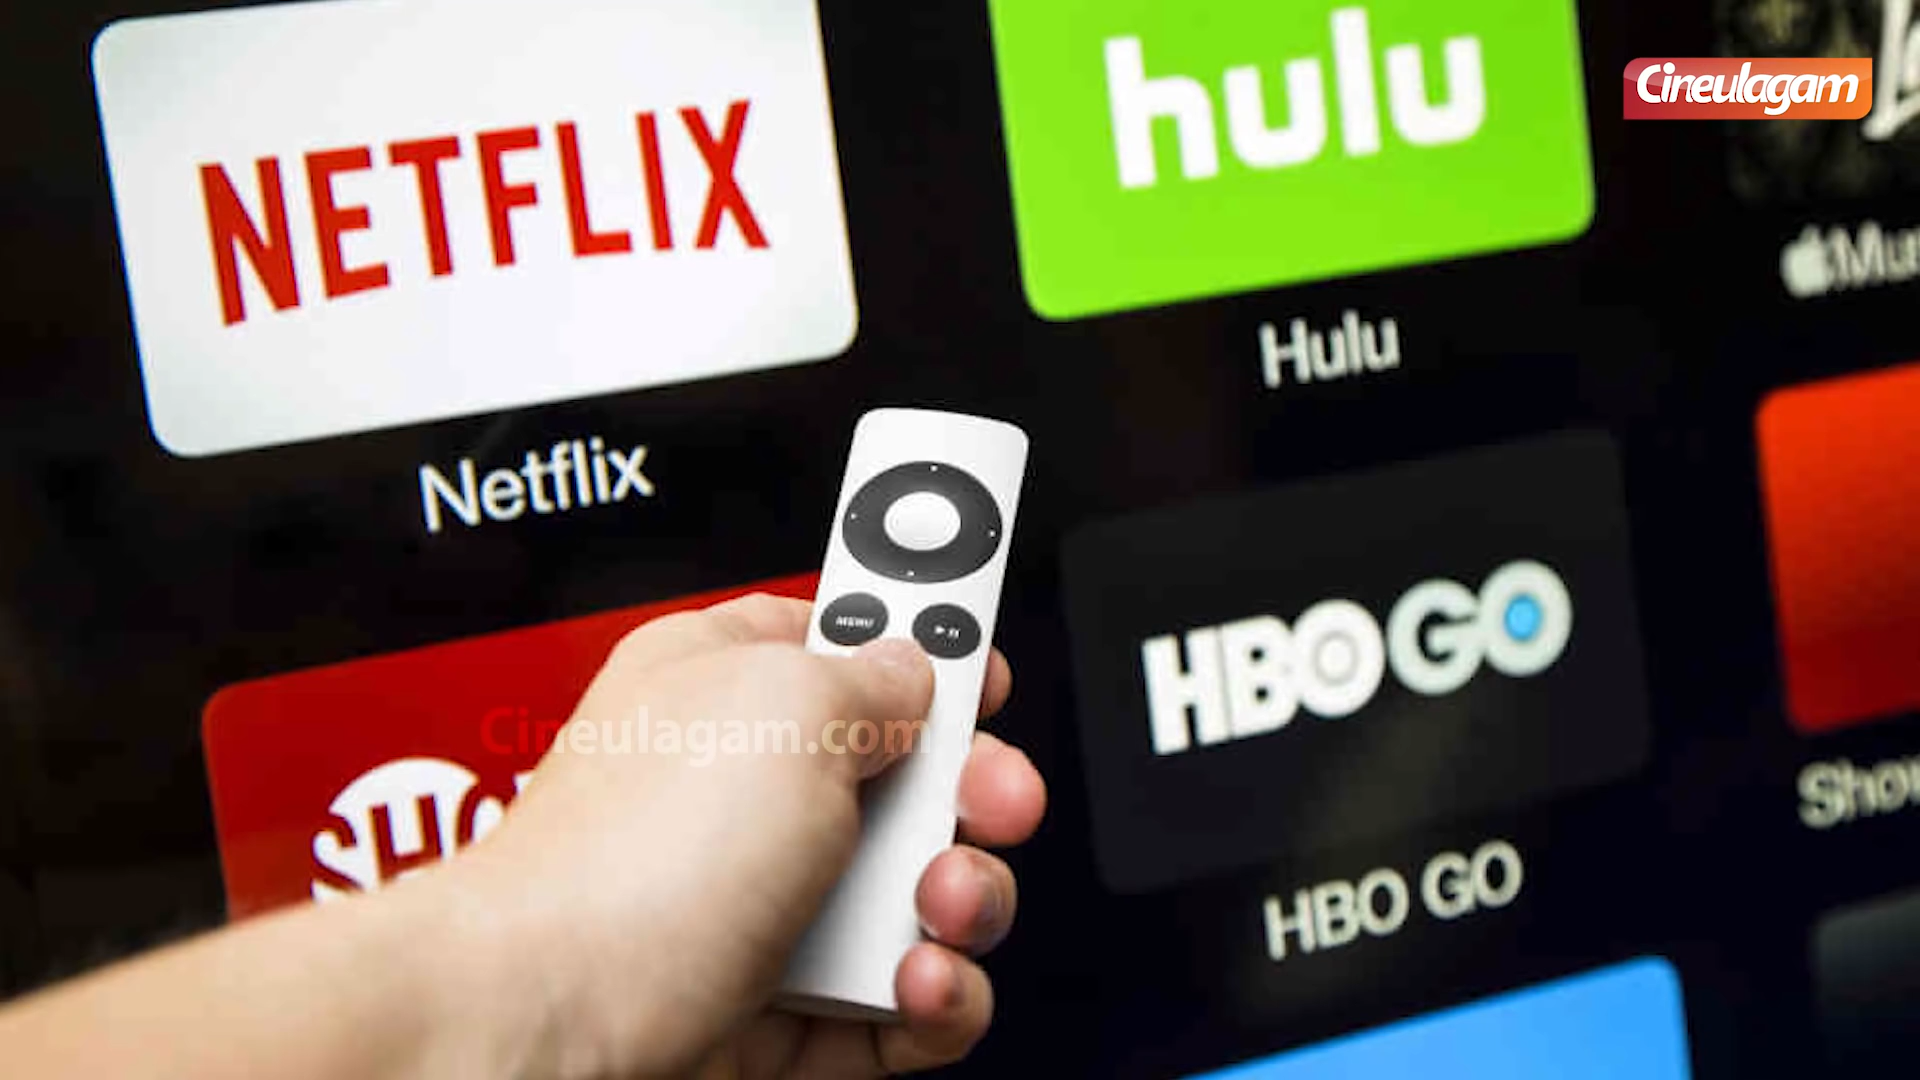 Cineulagam
NETFLIX
hulu
Netflix
Hulu
MENU
HBO GO
Cineulagam.com
HBO GO